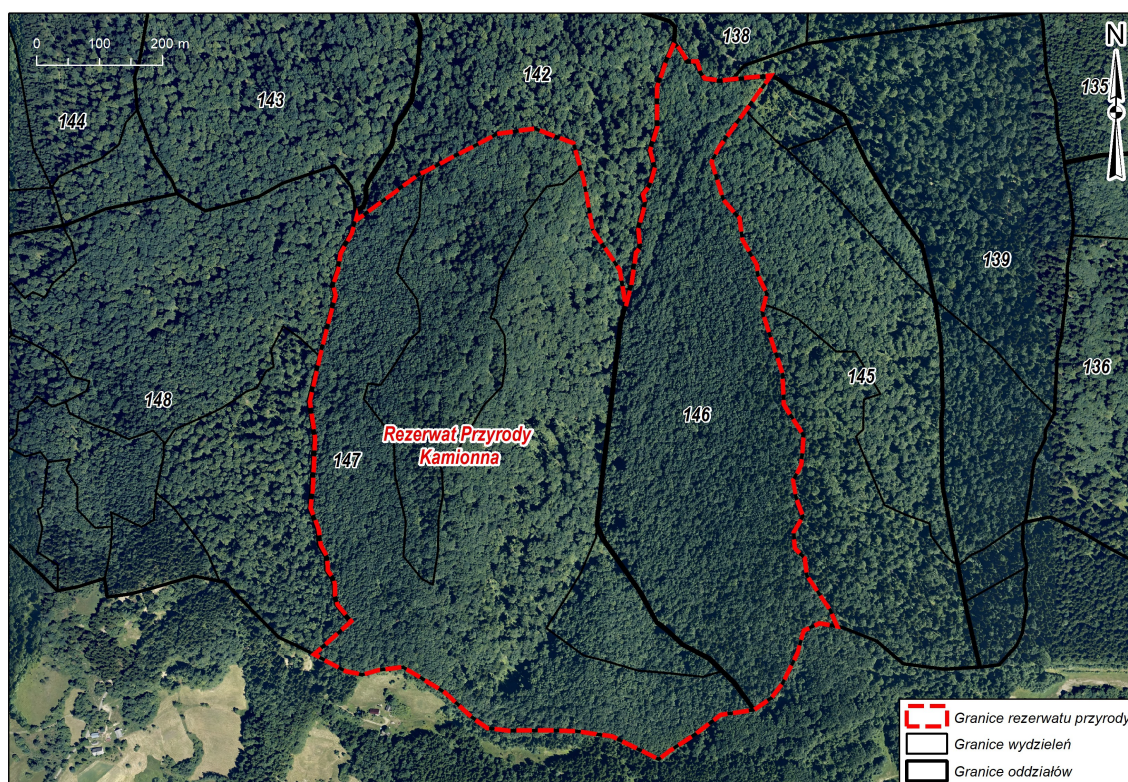 0 100 200 m
138
N
142
135
143
144
139
136
148
145
146
Rezerwat Przyrody
Kamionna
147
Granice rezerwatu przyrody
Granice wydzieleń
Granice oddziałów